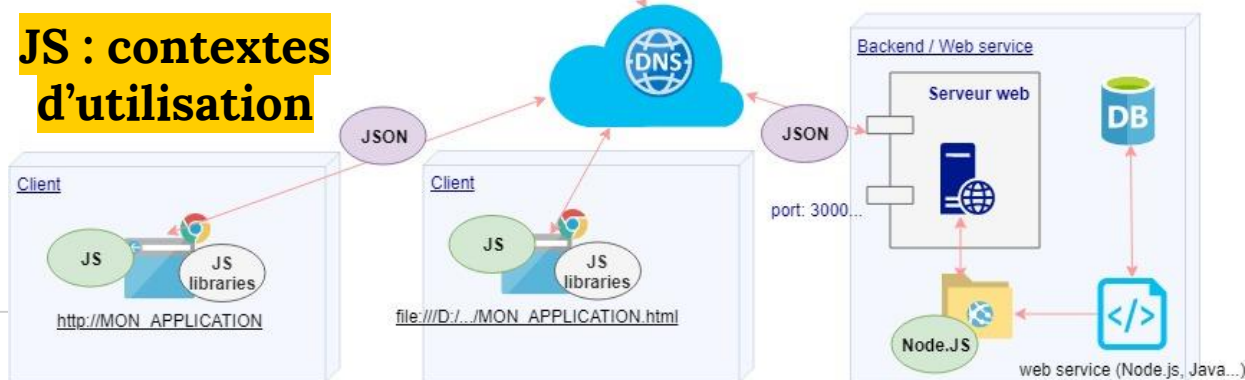 JS : contextes
d’utilisation
DNS
Backend / Web service
Serveur web
DB
JSON
JSON
Client
Client
port: 3000...
JS
JS
libraries
JS
JS
libraries
http://MON_APPLICATION
file:///D:/.../MON_APPLICATION.html
Node.JS
</>
web service (Node.js, Java...)